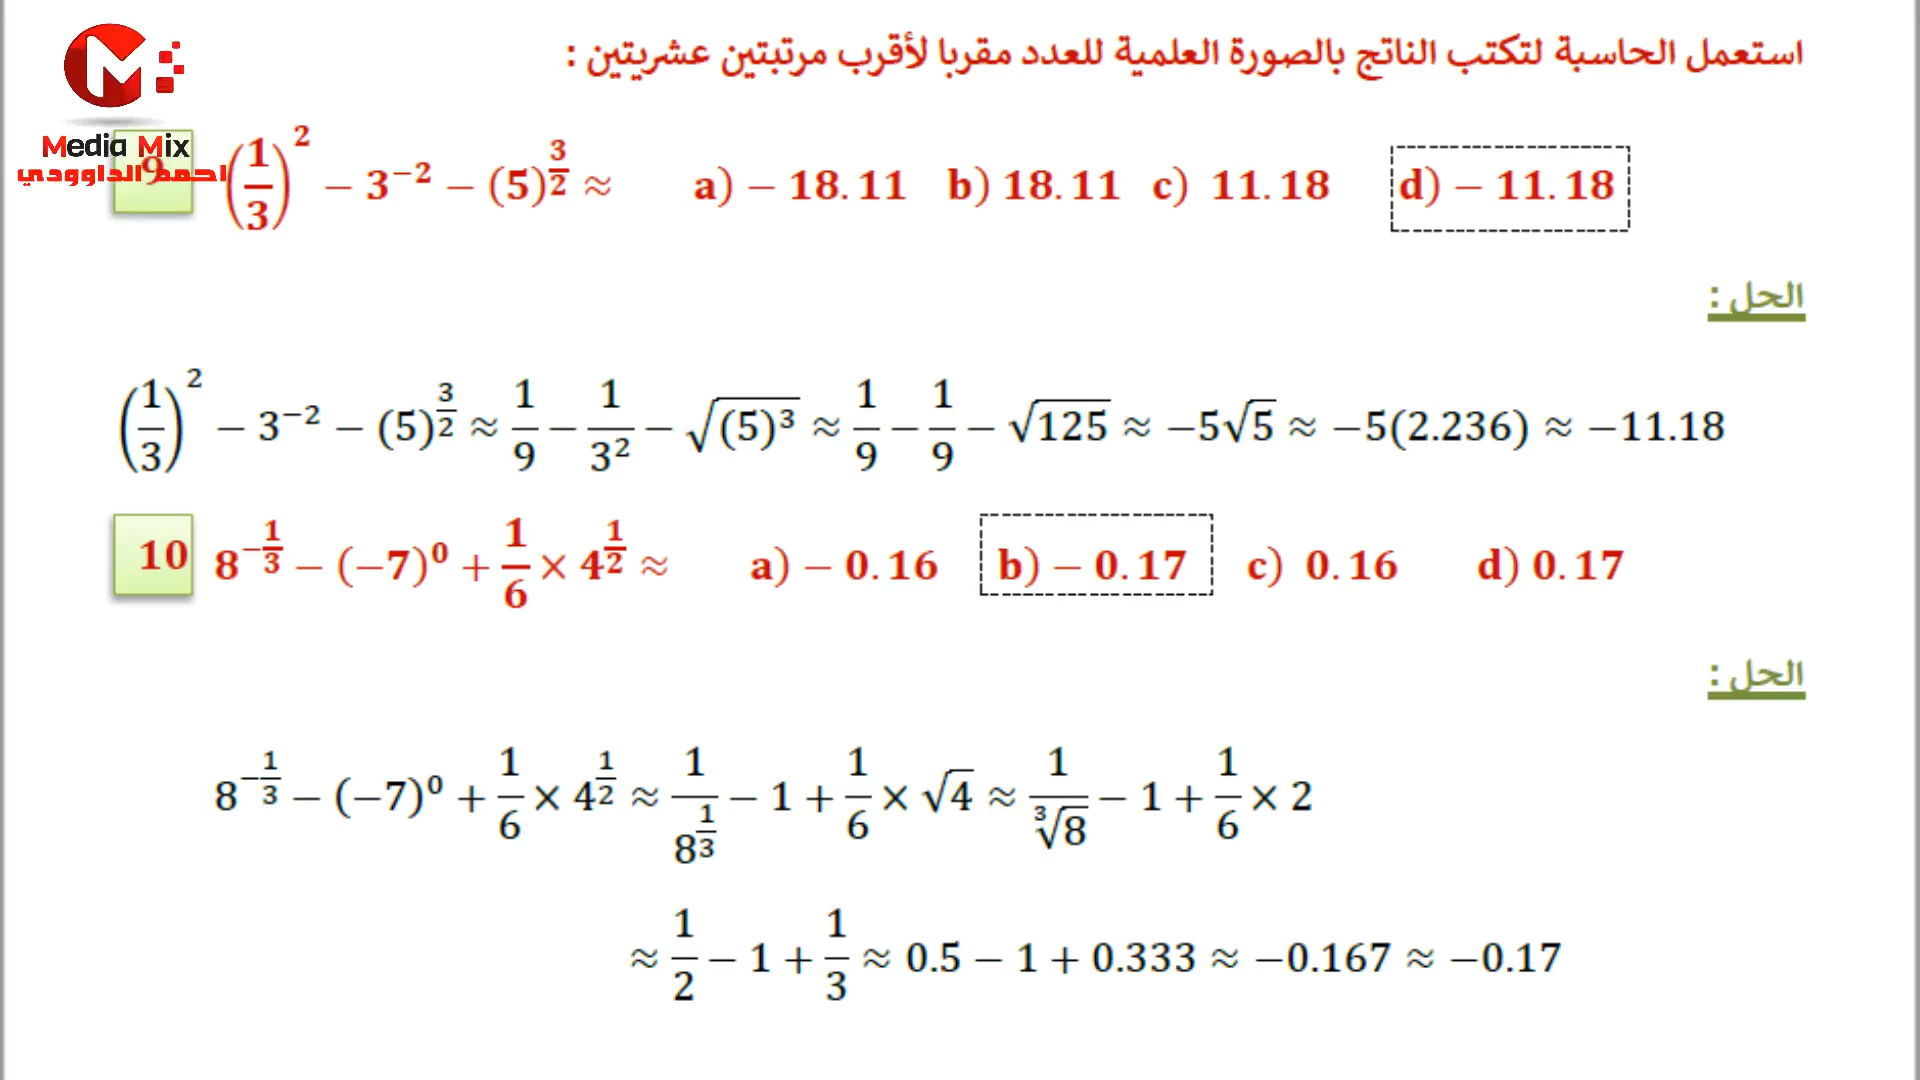 استعمل الحاسبة لتكتب الناتج بالصورة العلمية للعدد مقربا لأقرب مرتبتين عشريتين :
Media Mix
احمد الداوودي
9 (1/3)² − 3⁻² − (5)^(3/2) ≈ a) − 18.11 b) 18.11 c) 11.18 d) − 11.18
الحل :
(1/3)² − 3⁻² − (5)^(3/2) ≈ 1/9 − 1/3² − √(5)³ ≈ 1/9 − 1/9 − √125 ≈ −5√5 ≈ −5(2.236) ≈ −11.18
10 8^(−1/3) − (−7)⁰ + 1/6 × 4^(1/2) ≈ a) − 0.16 b) − 0.17 c) 0.16 d) 0.17
الحل :
8^(−1/3) − (−7)⁰ + 1/6 × 4^(1/2) ≈ 1/8^(1/3) − 1 + 1/6 × √4 ≈ 1/∛8 − 1 + 1/6 × 2
≈ 1/2 − 1 + 1/3 ≈ 0.5 − 1 + 0.333 ≈ −0.167 ≈ −0.17